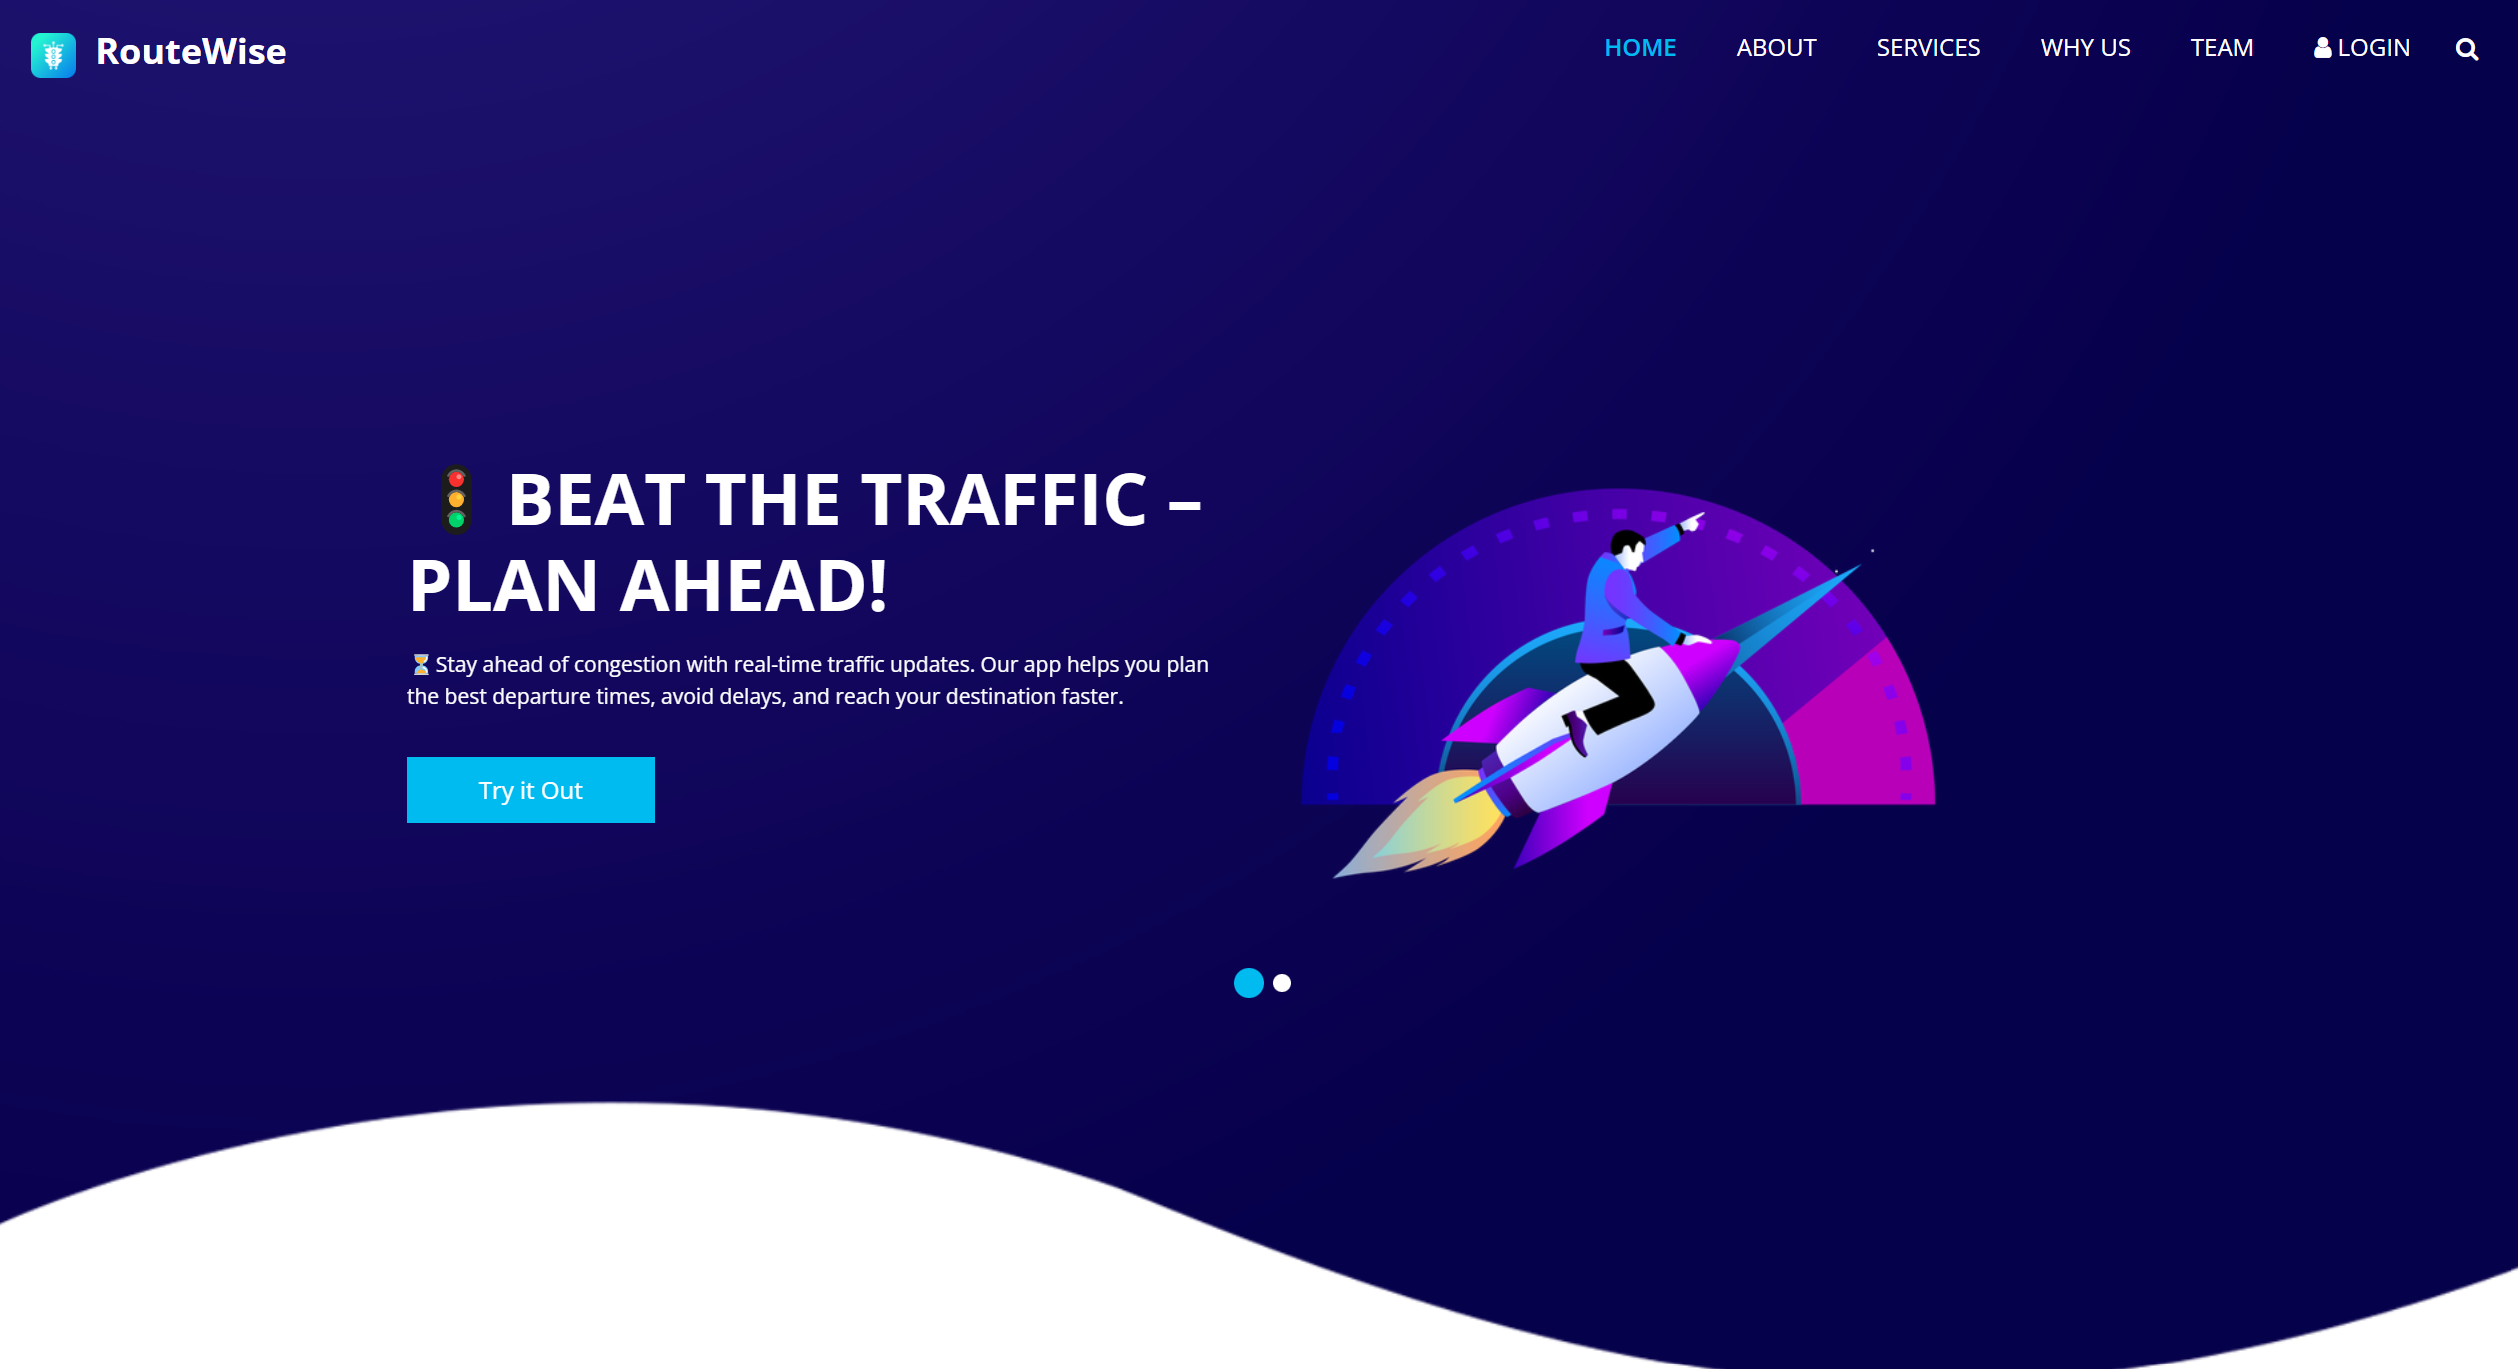 RouteWise
HOME ABOUT SERVICES WHY US TEAM LOGIN
🚦 BEAT THE TRAFFIC –
PLAN AHEAD!
⏳ Stay ahead of congestion with real-time traffic updates. Our app helps you plan
the best departure times, avoid delays, and reach your destination faster.
Try it Out